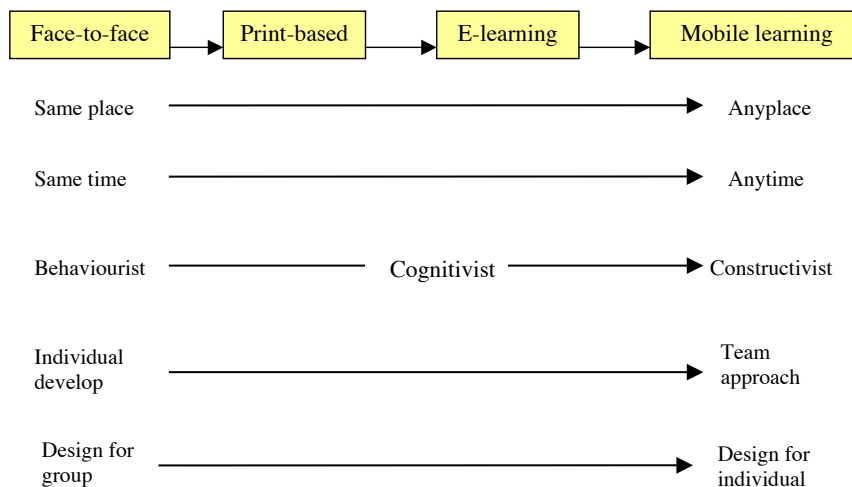 Face-to-face Print-based E-learning Mobile learning
Same place Anyplace
Same time Anytime
Behaviourist Cognitivist Constructivist
Individual
develop
Team
approach
Design for
group
Design for
individual